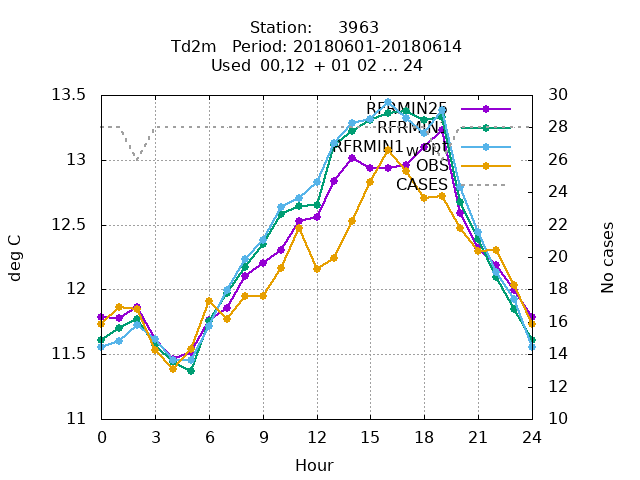 Station: 3963
Td2m Period: 20180601-20180614
Used 00,12 + 01 02 ... 24
13.5
13
12.5
12
11.5
11
deg C
30
28
26
24
22
20
18
16
14
12
10
No cases
RFRMIN25
RFRMIN1
RFRMIN1_w_opt
OBS
CASES
0 3 6 9 12 15 18 21 24
Hour